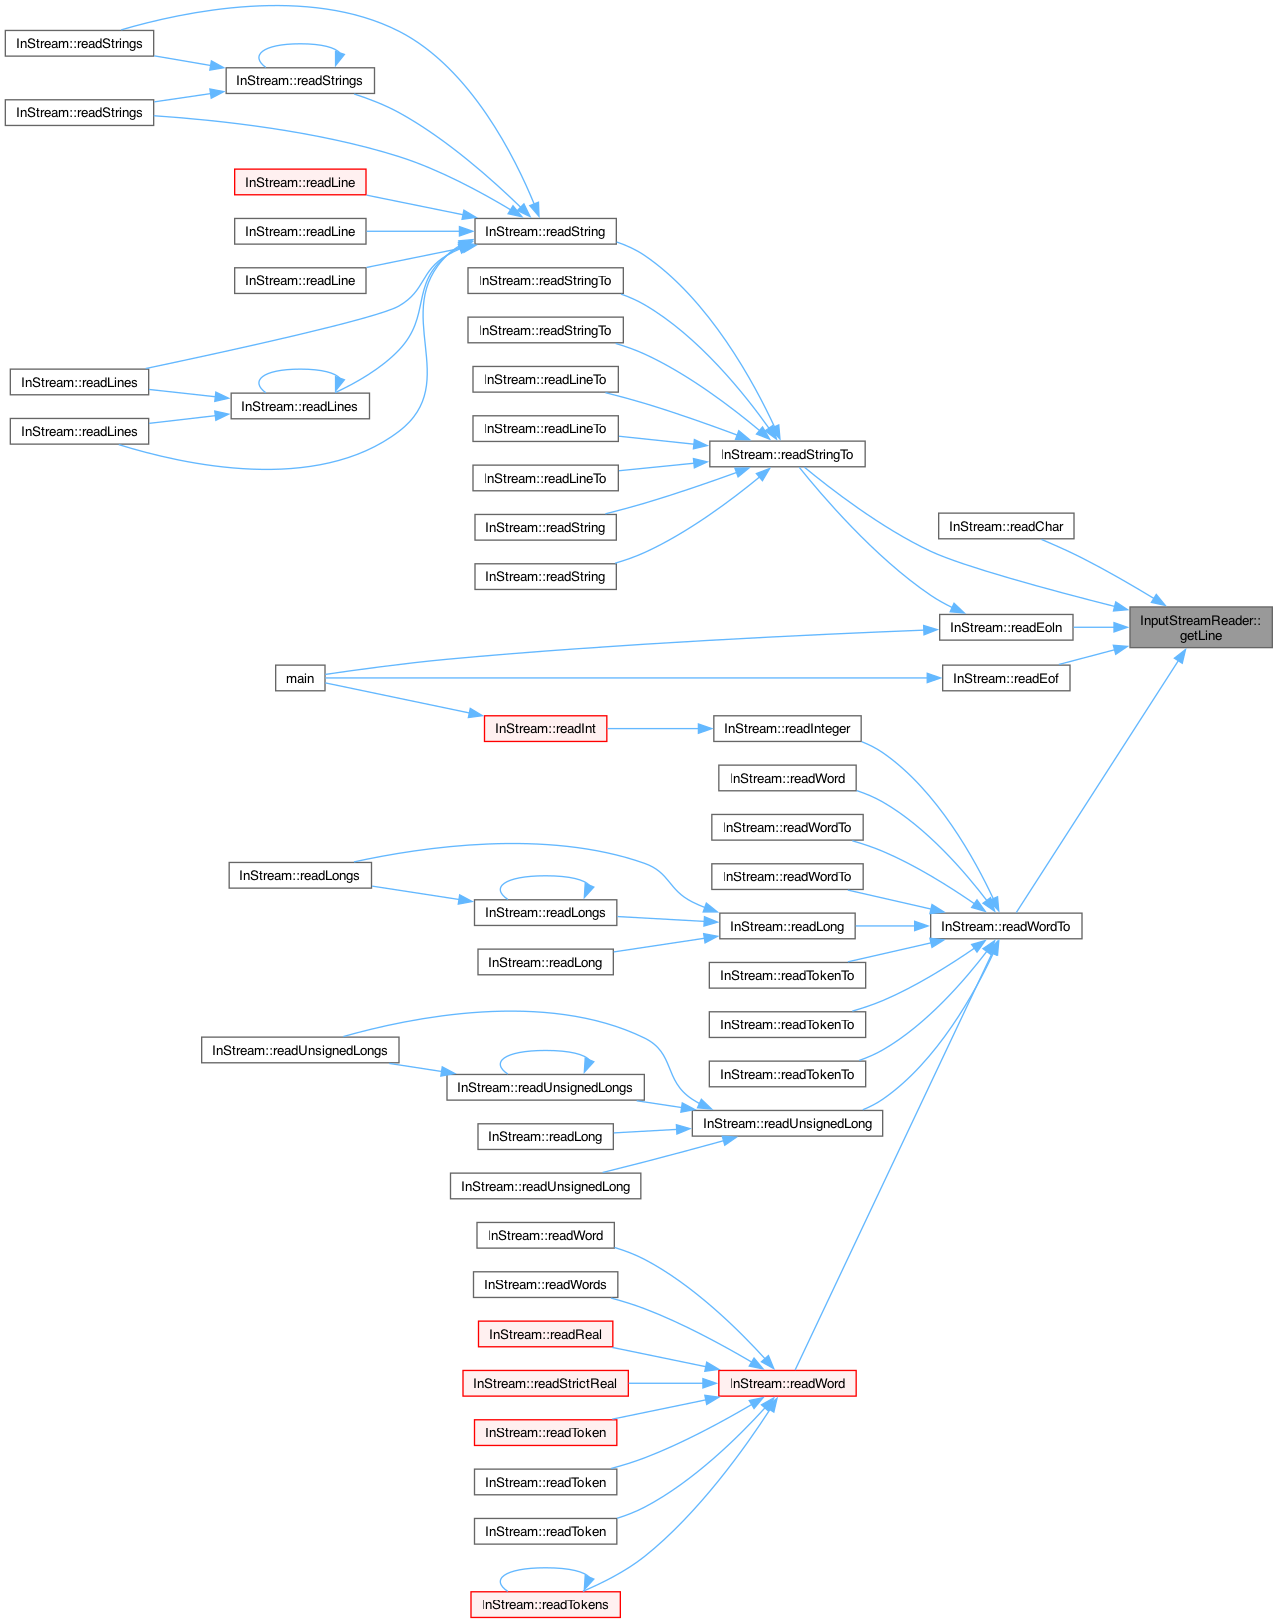 InStream::readStrings
InStream::readStrings
InStream::readStrings
InStream::readLine
InStream::readLine
InStream::readString
InStream::readLine
InStream::readStringTo
InStream::readStringTo
InStream::readLineTo
InStream::readLines
InStream::readLines
InStream::readLines
InStream::readLineTo
InStream::readStringTo
InStream::readLineTo
InStream::readString
InStream::readChar
InStream::readString
InStream::readEoln
InputStreamReader::
getLine
main
InStream::readEof
InStream::readInt
InStream::readInteger
InStream::readWord
InStream::readWordTo
InStream::readLongs
InStream::readWordTo
InStream::readLongs
InStream::readLong
InStream::readWordTo
InStream::readLong
InStream::readTokenTo
InStream::readTokenTo
InStream::readUnsignedLongs
InStream::readTokenTo
InStream::readUnsignedLongs
InStream::readUnsignedLong
InStream::readLong
InStream::readUnsignedLong
InStream::readWord
InStream::readWords
InStream::readReal
InStream::readStrictReal
InStream::readWord
InStream::readToken
InStream::readToken
InStream::readToken
InStream::readTokens